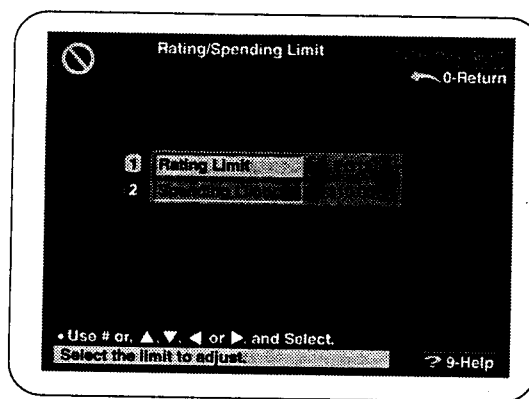 Rating/Spending Limit
0-Return
1 Rating Limit
2
• Use # or, ▲, ▼, ◀ or ▶, and Select.
Select the limit to adjust.
? 9-Help